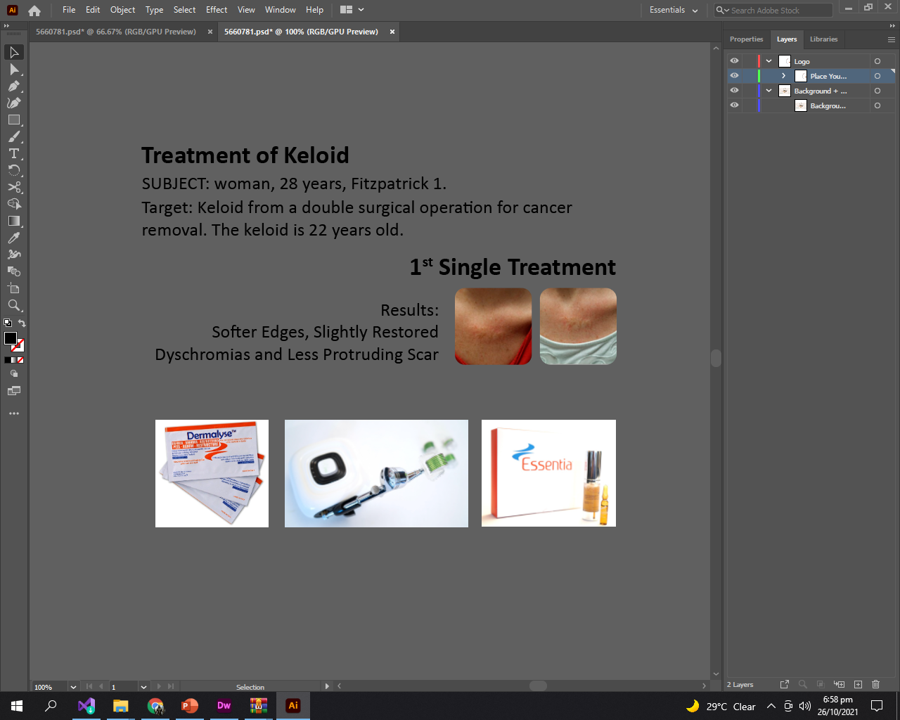 File Edit Object Type Select Effect View Window Help
Essentials
Search Adobe Stock
5660781.psd* @ 66.67% (RGB/GPU Preview)
5660781.psd* @ 100% (RGB/GPU Preview)
Properties Layers Libraries
Logo
Place You...
Background + ...
Backgrou...
Treatment of Keloid
SUBJECT: woman, 28 years, Fitzpatrick 1.
Target: Keloid from a double surgical operation for cancer
removal. The keloid is 22 years old.
1st Single Treatment
Results:
Softer Edges, Slightly Restored
Dyschromias and Less Protruding Scar
Dermalyse™
Essentia
100%
1
Selection
2 Layers
29°C Clear
6:58 pm
26/10/2021